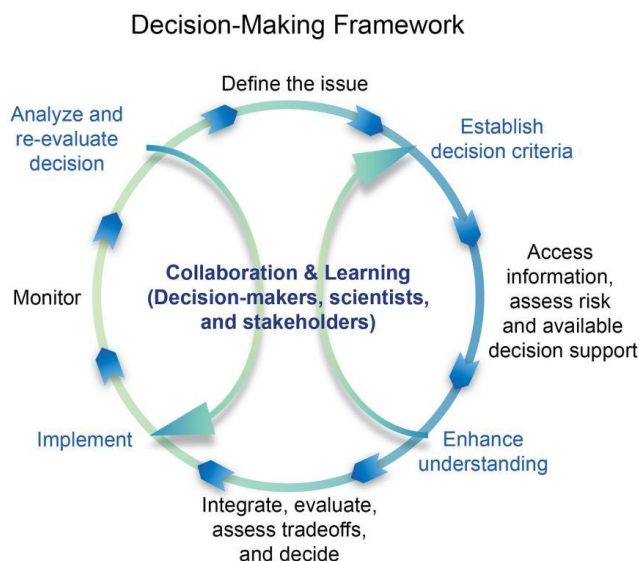 Decision-Making Framework
Define the issue
Analyze and
re-evaluate
decision
Establish
decision criteria
Access
information,
assess risk
and available
decision support
Collaboration & Learning
(Decision-makers, scientists,
and stakeholders)
Monitor
Implement
Enhance
understanding
Integrate, evaluate,
assess tradeoffs,
and decide